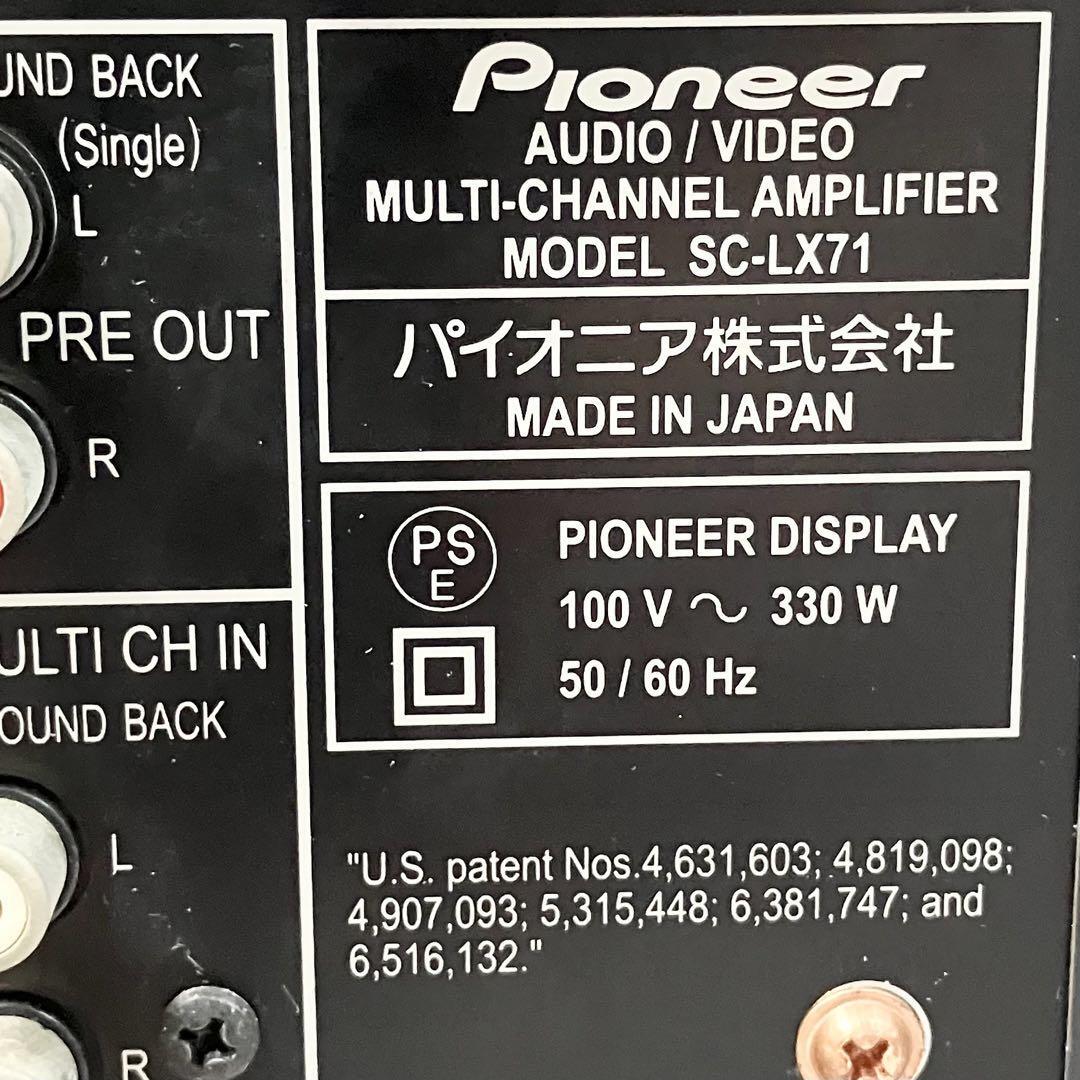 BACK
(Single)
L
PRE OUT
R
CH IN
BACK
L
R
Pioneer
AUDIO / VIDEO
MULTI-CHANNEL AMPLIFIER
MODEL SC-LX71
パイオニア株式会社
MADE IN JAPAN
PS
E
PIONEER DISPLAY
100 V ～ 330 W
50 / 60 Hz
"U.S. patent Nos.4,631,603; 4,819,098;
4,907,093; 5,315,448; 6,381,747; and
6,516,132."